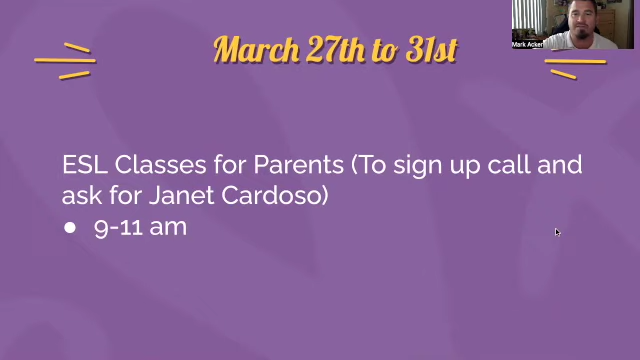 March 27th to 31st
Mark Acker
ESL Classes for Parents (To sign up call and
ask for Janet Cardoso)
● 9-11 am